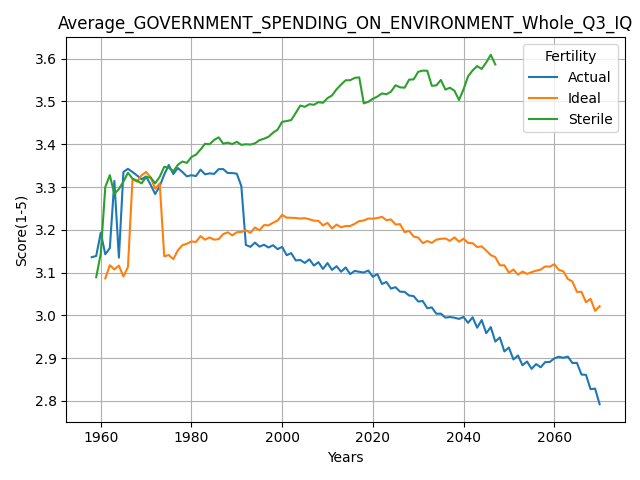 Average_GOVERNMENT_SPENDING_ON_ENVIRONMENT_Whole_Q3_IQ
Fertility
Actual
Ideal
Sterile
Score(1-5)
3.6
3.5
3.4
3.3
3.2
3.1
3.0
2.9
2.8
1960 1980 2000 2020 2040 2060
Years